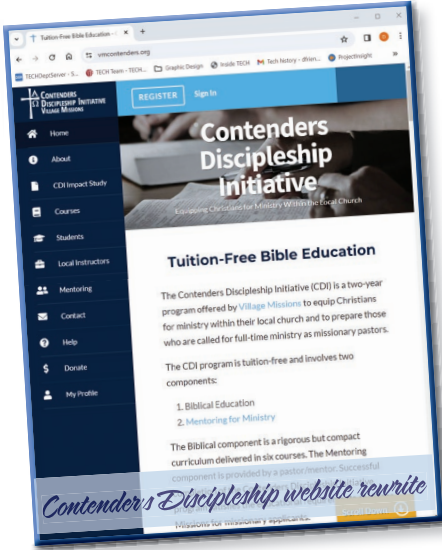 Tuition-Free Bible Education -
vmcontenders.org
TECHDeptServer - S...
TECH Team - TECH...
Graphic Design
Inside TECH
Tech history - dfrien...
ProjectInsight
CONTENDERS
DISCIPLESHIP INITIATIVE
VILLAGE MISSIONS
REGISTER
Sign In
Home
About
CDI Impact Study
Courses
Students
Local Instructors
Mentoring
Contact
Help
Donate
My Profile
Contenders
Discipleship
Initiative
Equipping Christians for Ministry Within the Local Church
Tuition-Free Bible Education
The Contenders Discipleship Initiative (CDI) is a two-year
program offered by Village Missions to equip Christians
for ministry within their local church and to prepare those
who are called for full-time ministry as missionary pastors.
The CDI program is tuition-free and involves two
components:
1. Biblical Education
2. Mentoring for Ministry
The Biblical component is a rigorous but compact
curriculum delivered in six courses. The Mentoring
component is provided by a pastor/mentor. Successful
Contenders Discipleship website rewrite
Scroll Down
Missions for missionary applicants.